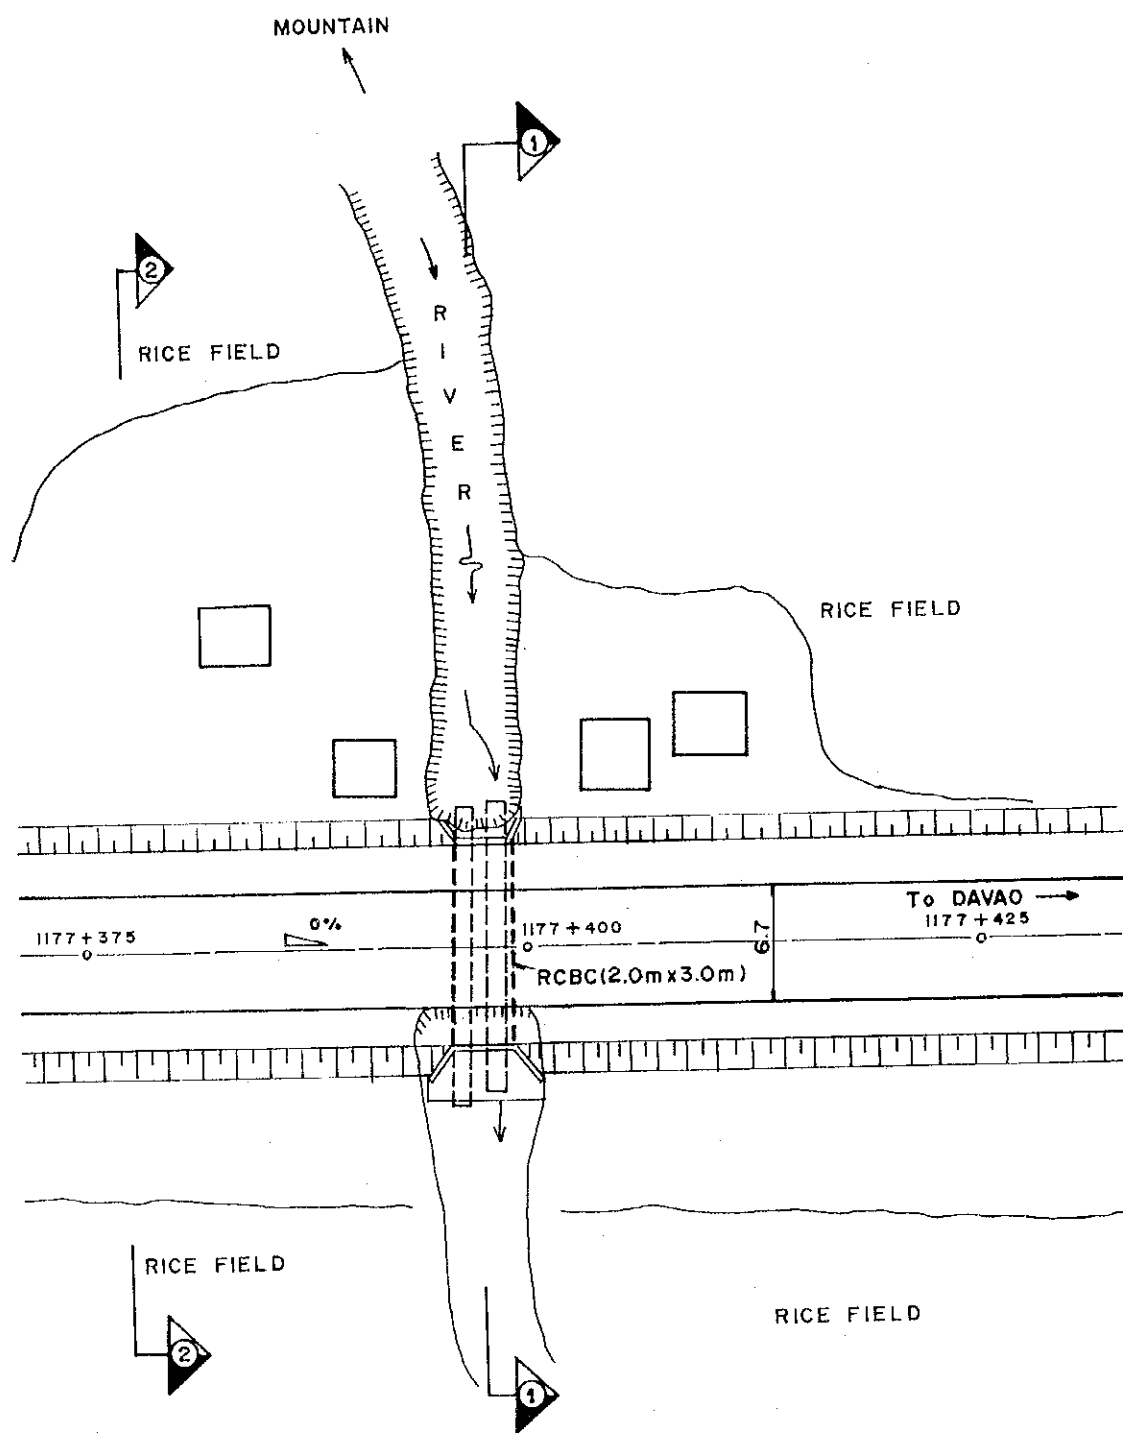 MOUNTAIN
1
2
RICE FIELD
RIVER
RICE FIELD
To DAVAO
1177+375
0%
1177+400
6.7
1177+425
RCBC(2.0m x 3.0m)
RICE FIELD
RICE FIELD
2
1